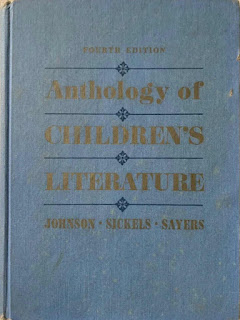 FOURTH EDITION
Anthology of
CHILDREN'S
LITERATURE
JOHNSON · SICKELS · SAYERS